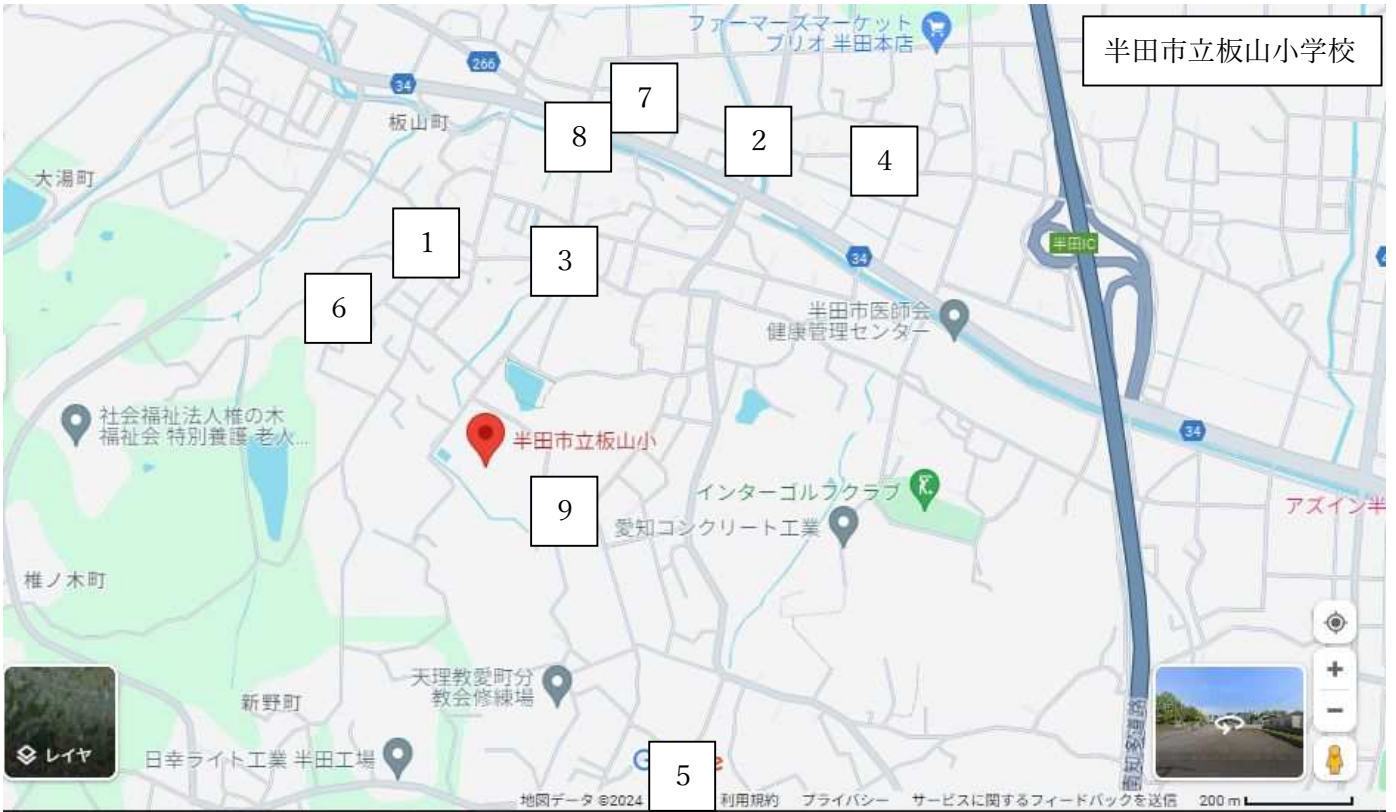 ファーマーズマーケット
プリオ 半田本店
半田市立板山小学校
266
34
7
板山町
8
2
4
大湯町
1
3
半田IC
34
6
半田市医師会
健康管理センター
社会福祉法人椎の木
福祉会 特別養護 老人...
半田市立板山小
34
インターゴルフクラブ
アズイン半
9
愛知コンクリート工業
椎ノ木町
天理教愛町分
教会修練場
新野町
南知多道路
レイヤ
日幸ライト工業 半田工場
G
5
e
地図データ ©2024
利用規約
プライバシー
サービスに関するフィードバックを送信
200 m